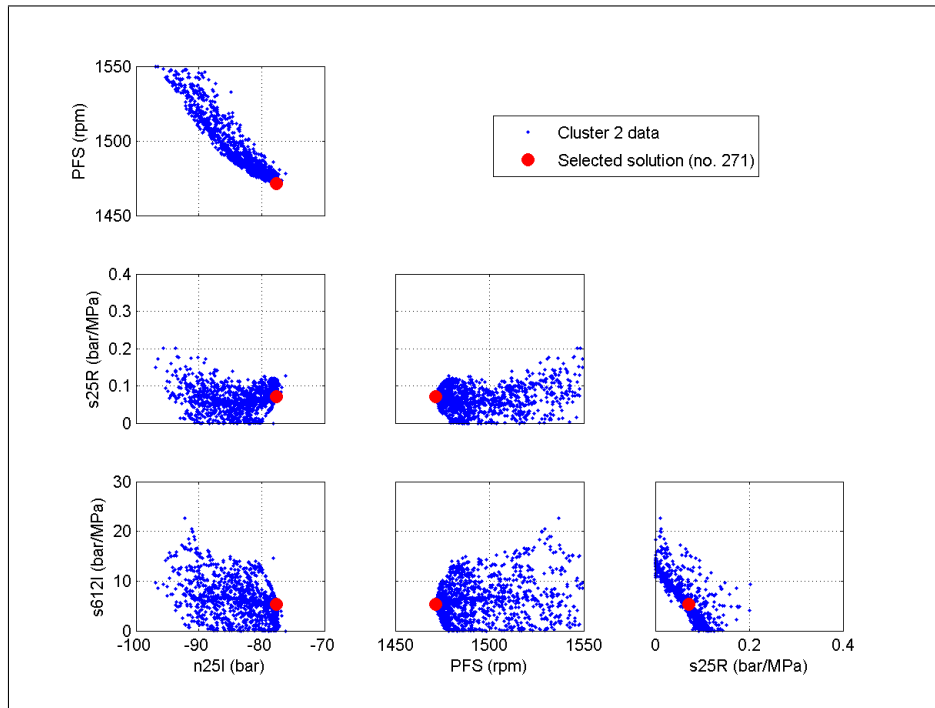 1550
1500
1450
PFS (rpm)
Cluster 2 data
Selected solution (no. 271)
0.4
0.3
0.2
0.1
0
s25R (bar/MPa)
30
20
10
0
s612I (bar/MPa)
-100 -90 -80 -70
n25I (bar)
1450 1500 1550
PFS (rpm)
0 0.2 0.4
s25R (bar/MPa)